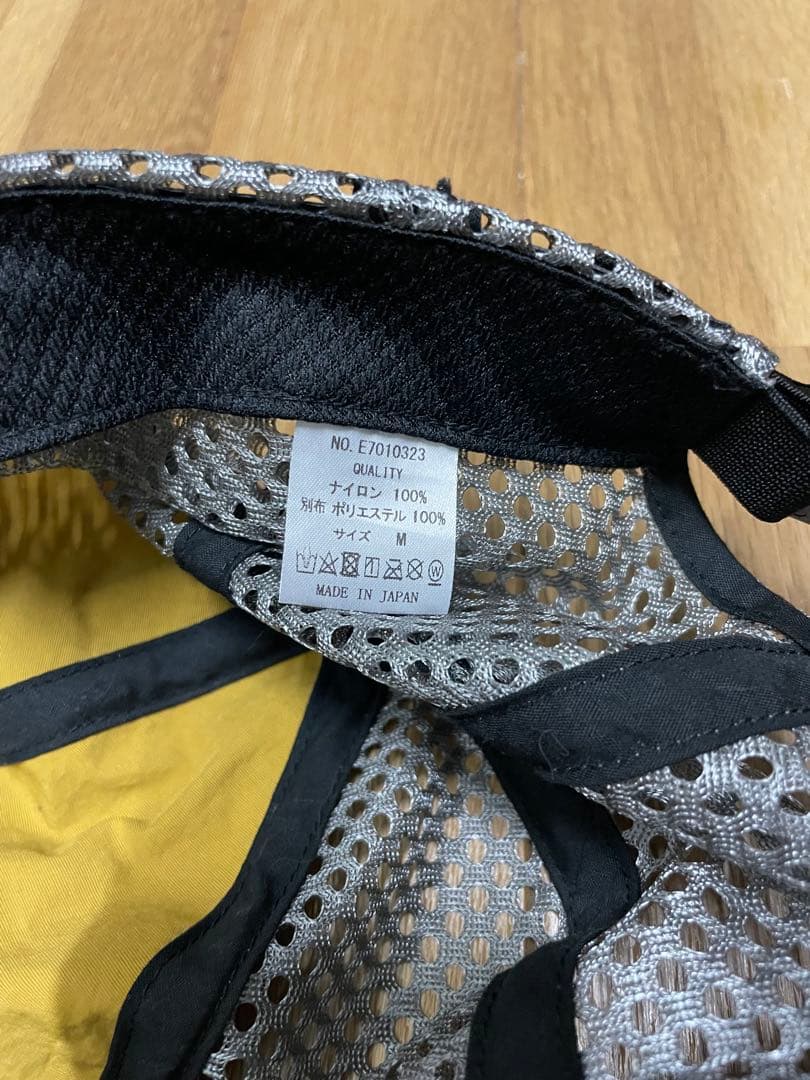 NO. E7010323
QUALITY
ナイロン 100%
別布 ポリエステル 100%
サイズ M
W
MADE IN JAPAN